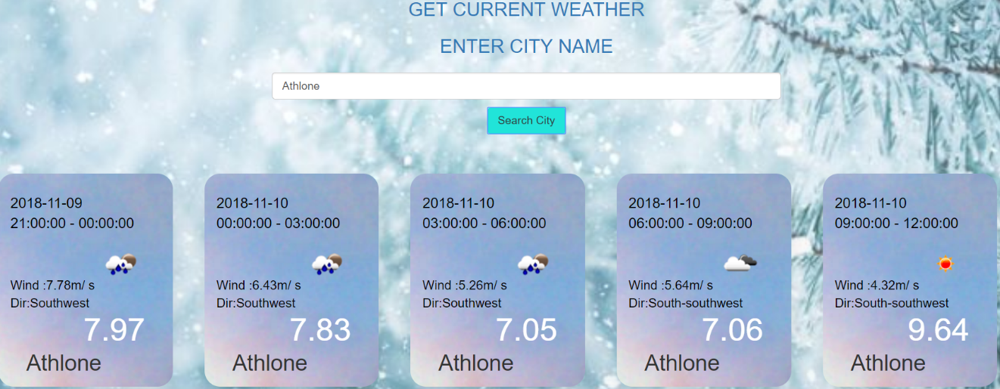 GET CURRENT WEATHER
ENTER CITY NAME
Athlone
Search City
2018-11-09
21:00:00 - 00:00:00
Wind :7.78m/ s
Dir:Southwest
7.97
Athlone
2018-11-10
00:00:00 - 03:00:00
Wind :6.43m/ s
Dir:Southwest
7.83
Athlone
2018-11-10
03:00:00 - 06:00:00
Wind :5.26m/ s
Dir:Southwest
7.05
Athlone
2018-11-10
06:00:00 - 09:00:00
Wind :5.64m/ s
Dir:South-southwest
7.06
Athlone
2018-11-10
09:00:00 - 12:00:00
Wind :4.32m/ s
Dir:South-southwest
9.64
Athlone